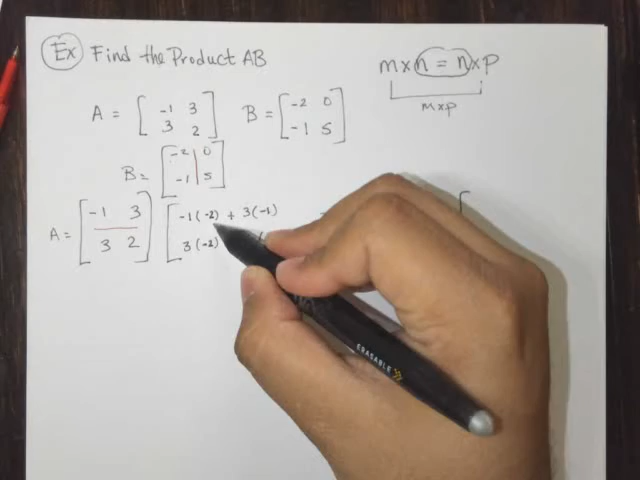 Ex Find the Product AB
m x n = n x p
m x p
A = [ -1 3
3 2 ]
B = [ -2 0
-1 5 ]
B = [ -2 0
-1 5 ]
A = [ -1 3
3 2 ]
[ -1 (-2) + 3(-1)
3 (-2)
ERASABLE